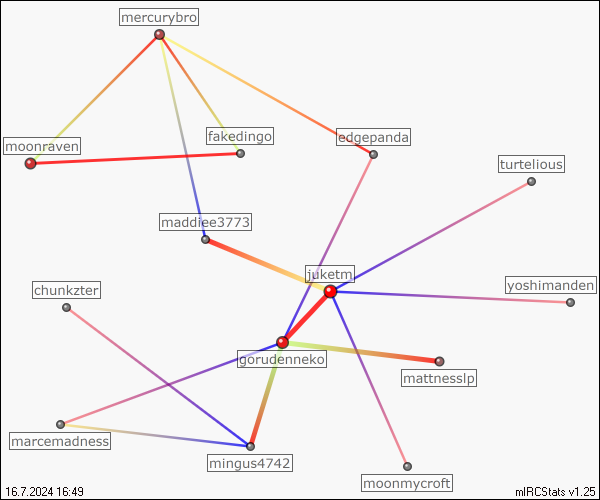 mercurybro
fakedingo
edgepanda
moonraven
turtelious
maddiee3773
juketm
chunkzter
yoshimanden
gorudenneko
mattnesslp
marcemadness
mingus4742
moonmycroft
16.7.2024 16:49
mIRCStats v1.25